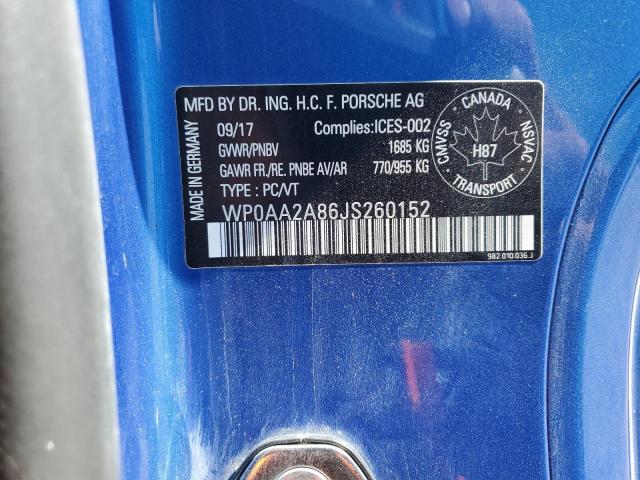 MADE IN GERMANY
MFD BY DR. ING. H.C. F. PORSCHE AG
09/17 Complies:ICES-002
GVWR/PNBV 1685 KG
GAWR FR./RE. PNBE AV/AR 770/955 KG
TYPE : PC/VT
WP0AA2A86JS260152
982.010.036 J
CANADA
CMVSS
NSVAC
H87
TRANSPORT